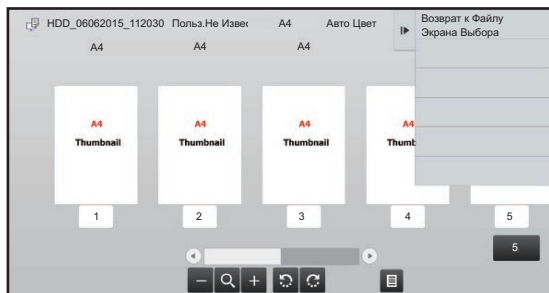 HDD_06062015_112030 Польз.Не Извес A4 Авто Цвет
Возврат к Файлу
Экрана Выбора
A4 A4 A4
A4 A4 A4 A4
Thumbnail Thumbnail Thumbnail Thumb
1 2 3 4 5
5